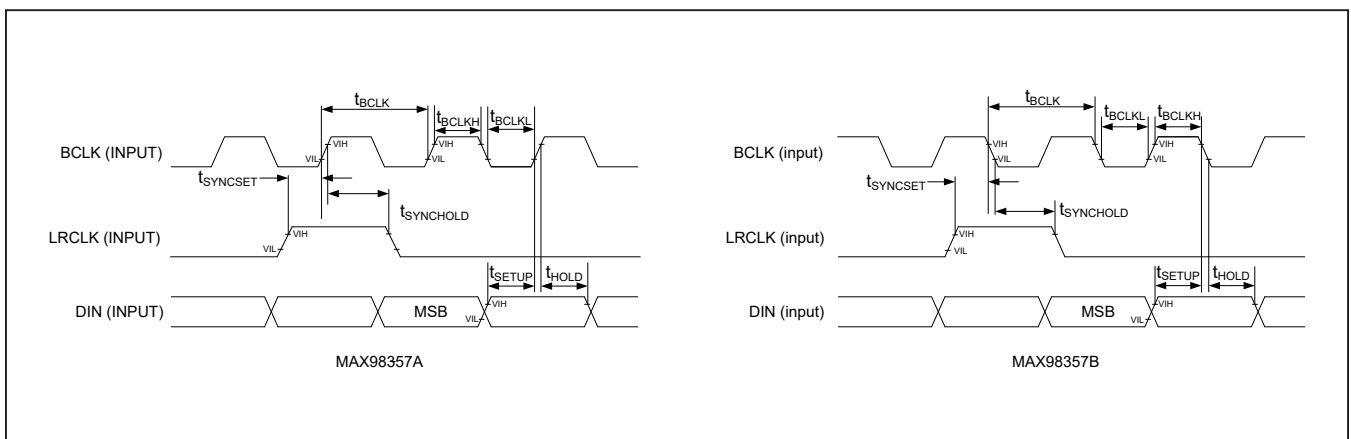 tBCLK
tBCLKH
tBCLKL
BCLK (INPUT)
VIH
VIL
VIH
VIL
tSYNCSET
tSYNCHOLD
LRCLK (INPUT)
VIH
VIL
tSETUP
tHOLD
DIN (INPUT)
MSB
VIH
VIL
MAX98357A
tBCLK
tBCLKL
tBCLKH
BCLK (input)
VIH
VIL
VIH
VIL
VIH
VIL
tSYNCSET
tSYNCHOLD
LRCLK (input)
VIH
VIL
tSETUP
tHOLD
DIN (input)
MSB
VIH
VIL
MAX98357B